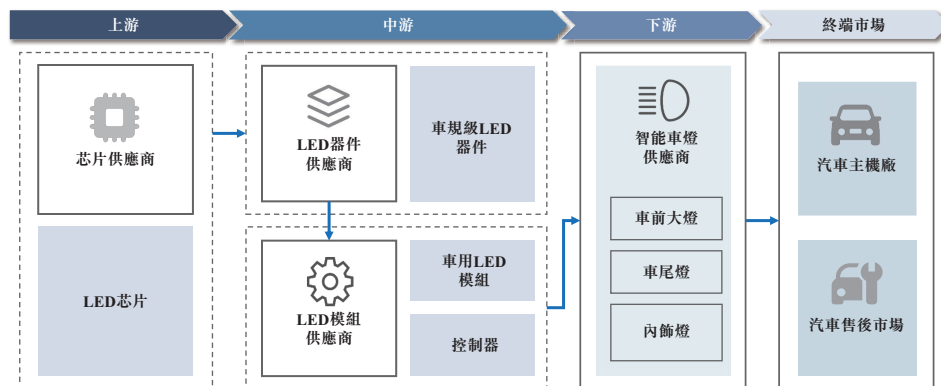 上游
中游
下游
終端市場
芯片供應商
LED芯片
LED器件
供應商
車規級LED
器件
LED模組
供應商
車用LED
模組
控制器
智能車燈
供應商
車前大燈
車尾燈
內飾燈
汽車主機廠
汽車售後市場